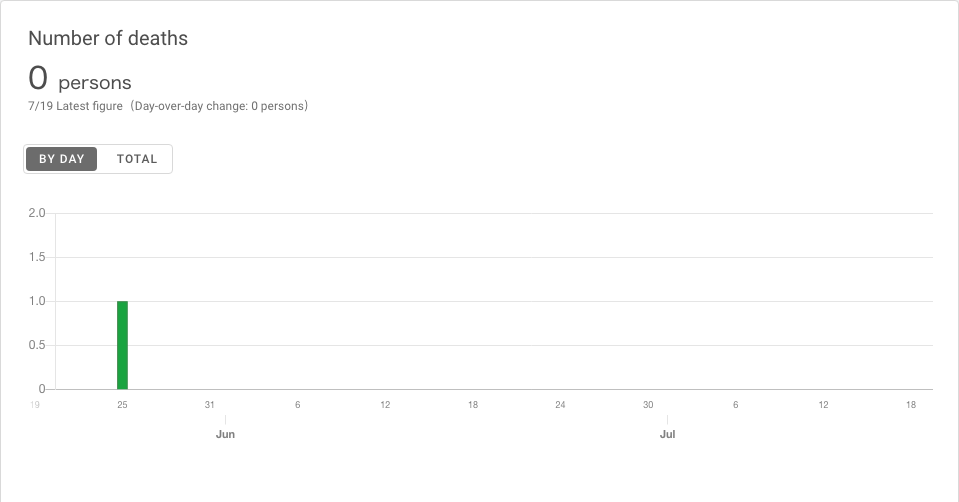 Number of deaths
0 persons
7/19 Latest figure（Day-over-day change: 0 persons）
BY DAY TOTAL
2.0
1.5
1.0
0.5
0
19 25 31 6 12 18 24 30 6 12 18
Jun Jul